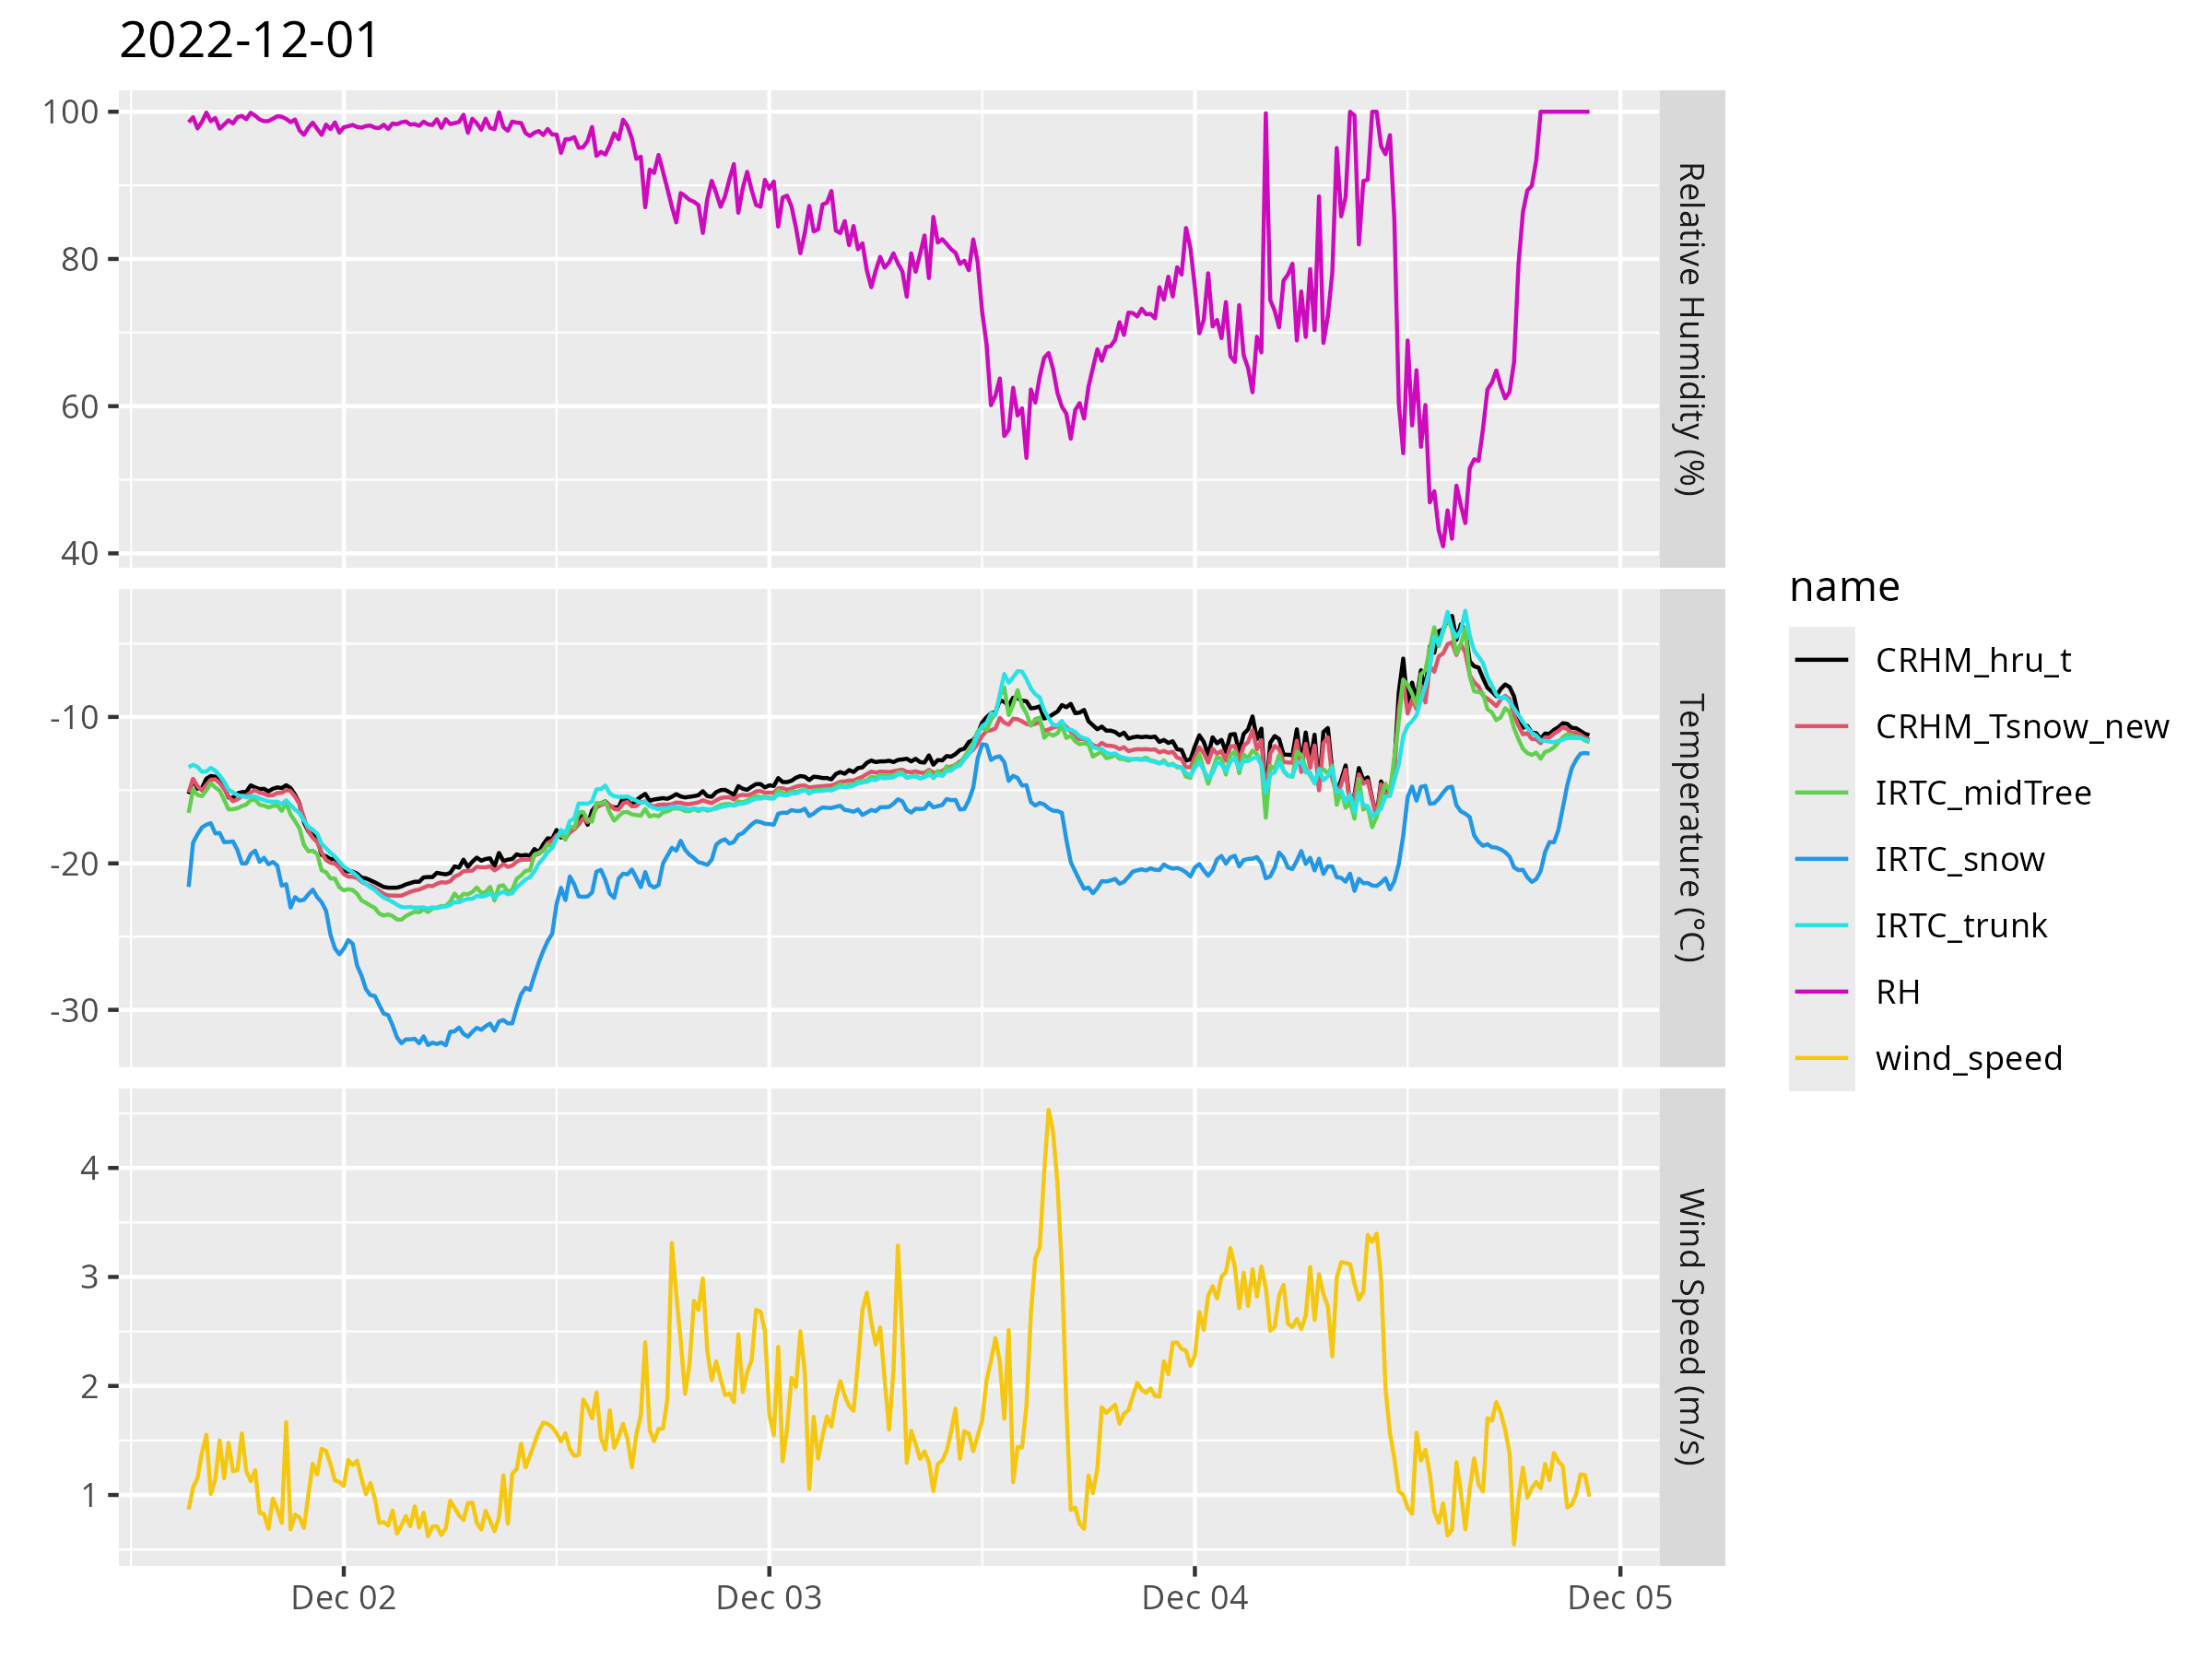 2022-12-01
100
80
60
40
Relative Humidity (%)
-10
-20
-30
Temperature (°C)
4
3
2
1
Wind Speed (m/s)
Dec 02
Dec 03
Dec 04
Dec 05
name
CRHM_hru_t
CRHM_Tsnow_new
IRTC_midTree
IRTC_snow
IRTC_trunk
RH
wind_speed